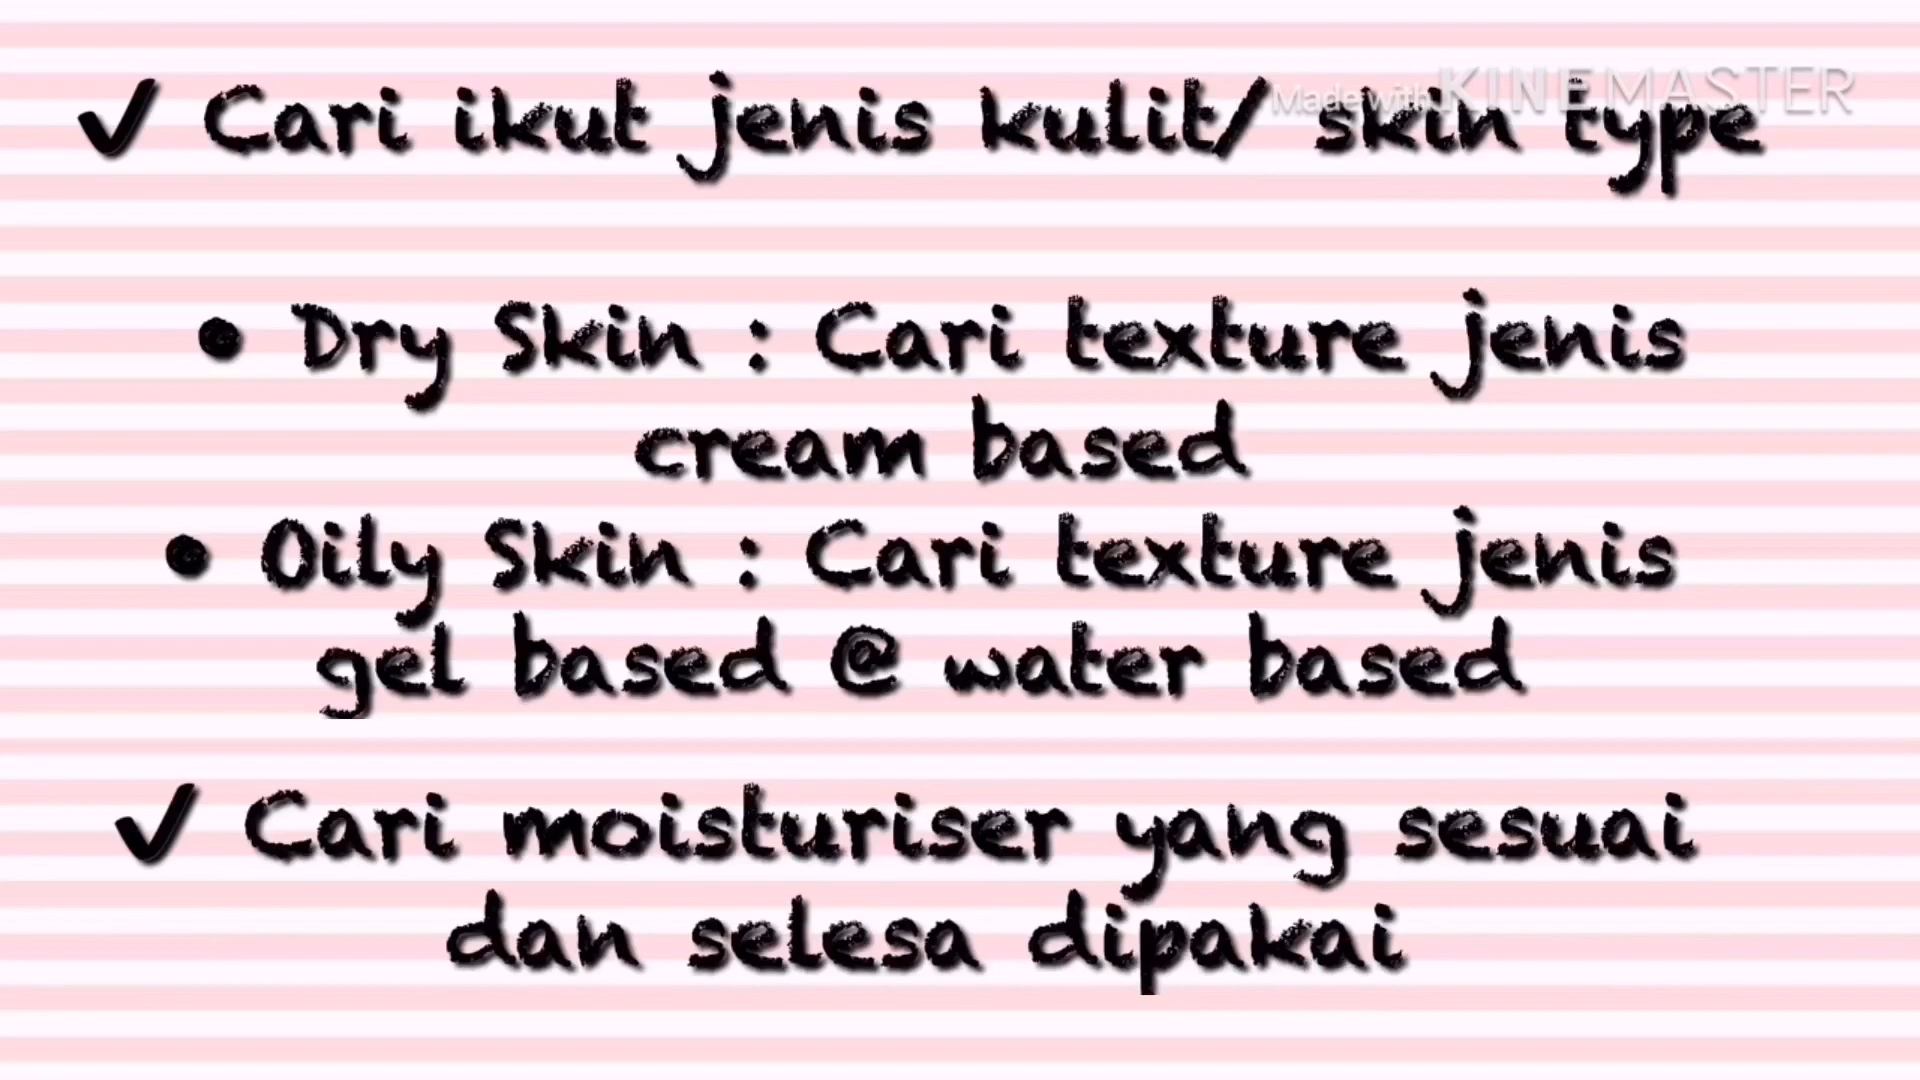 ✓ Cari ikut jenis kulit/ skin type
Made with KINEMASTER
• Dry Skin : Cari texture jenis
cream based
• Oily Skin : Cari texture jenis
gel based @ water based
✓ Cari moisturiser yang sesuai
dan selesa dipakai